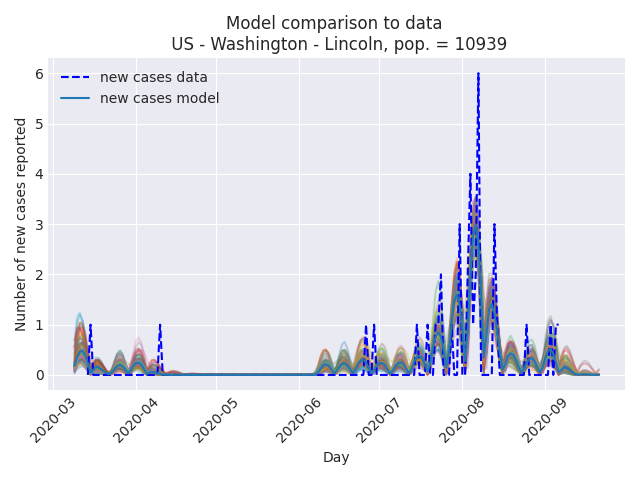 Model comparison to data
US - Washington - Lincoln, pop. = 10939
new cases data
new cases model
Number of new cases reported
6
5
4
3
2
1
0
2020-03
2020-04
2020-05
2020-06
2020-07
2020-08
2020-09
Day